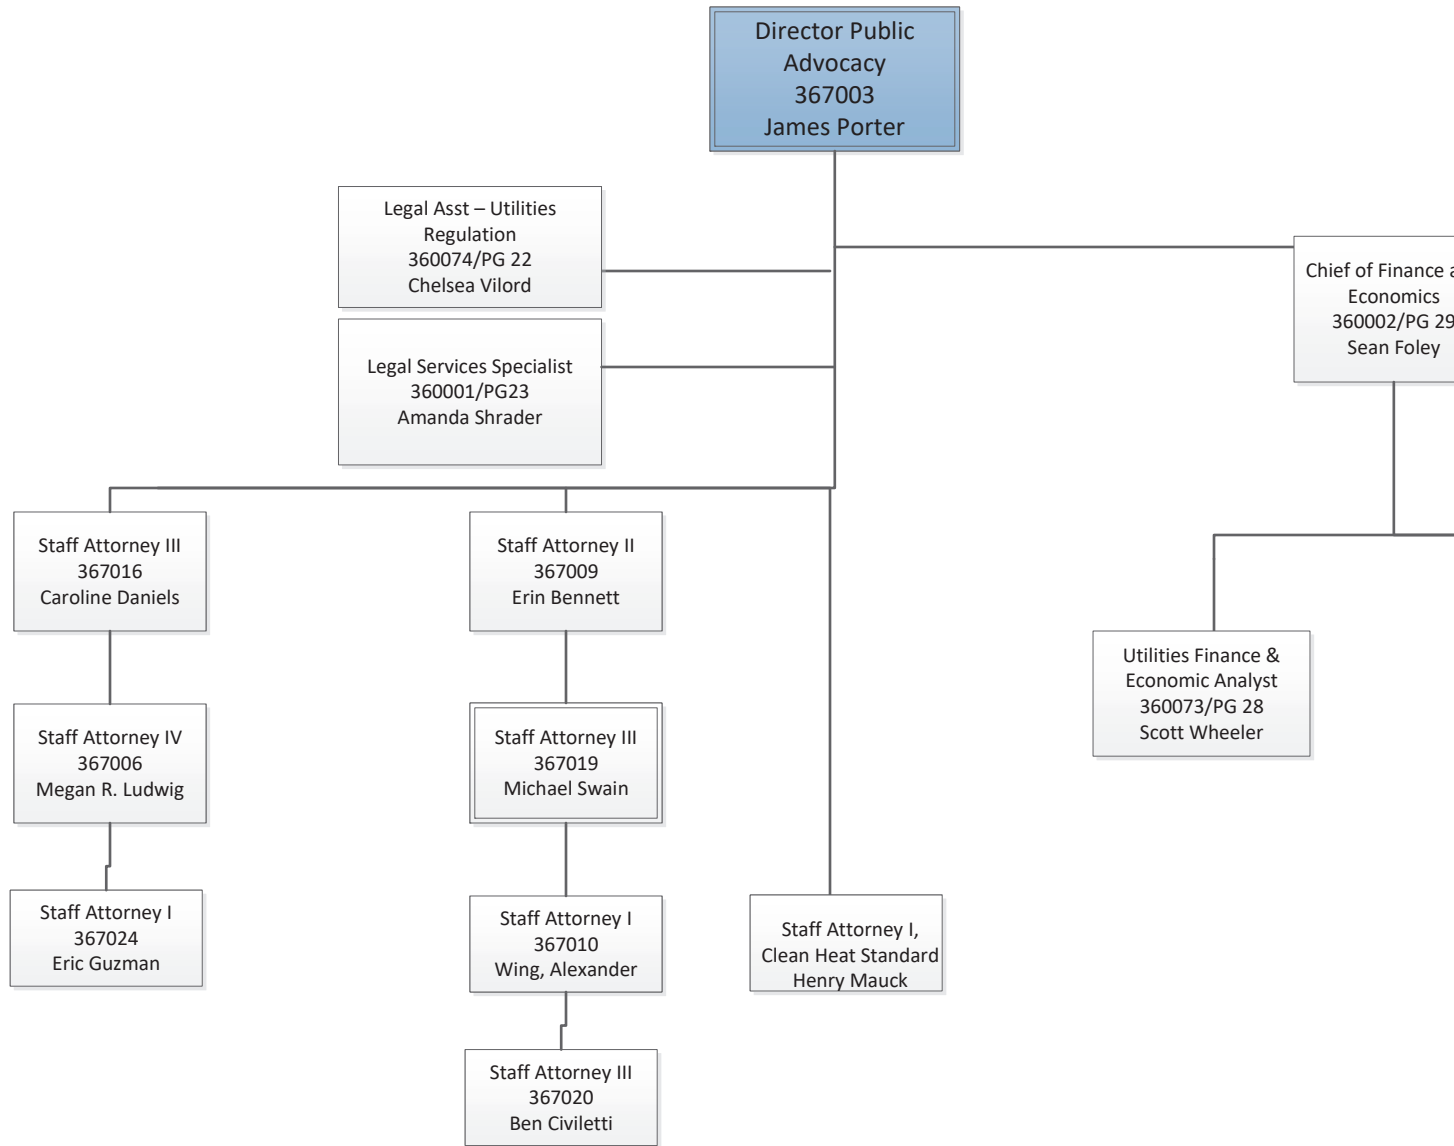 Director Public
Advocacy
367003
James Porter
Legal Asst – Utilities
Regulation
360074/PG 22
Chelsea Vilord
Chief of Finance a
Economics
360002/PG 29
Sean Foley
Legal Services Specialist
360001/PG23
Amanda Shrader
Staff Attorney III
367016
Caroline Daniels
Staff Attorney II
367009
Erin Bennett
Utilities Finance &
Economic Analyst
360073/PG 28
Scott Wheeler
Staff Attorney IV
367006
Megan R. Ludwig
Staff Attorney III
367019
Michael Swain
Staff Attorney I
367024
Eric Guzman
Staff Attorney I
367010
Wing, Alexander
Staff Attorney I,
Clean Heat Standard
Henry Mauck
Staff Attorney III
367020
Ben Civiletti